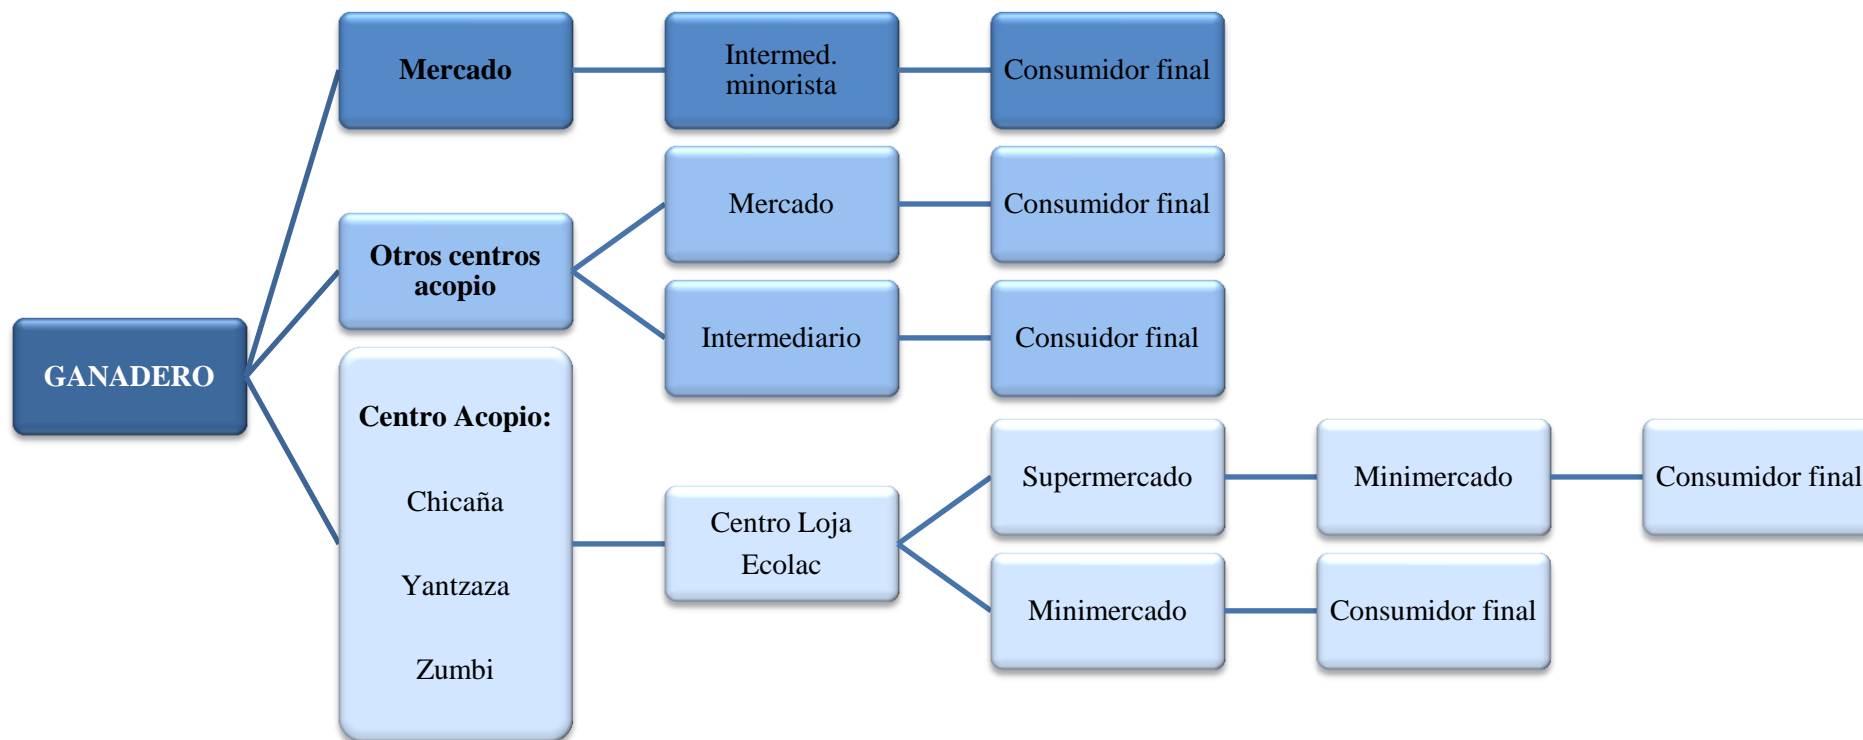 GANADERO
Mercado
Intermed.
minorista
Consumidor final
Otros centros
acopio
Mercado
Consumidor final
Intermediario
Consuidor final
Centro Acopio:
Chicaña
Yantzaza
Zumbi
Centro Loja
Ecolac
Supermercado
Minimercado
Consumidor final
Minimercado
Consumidor final